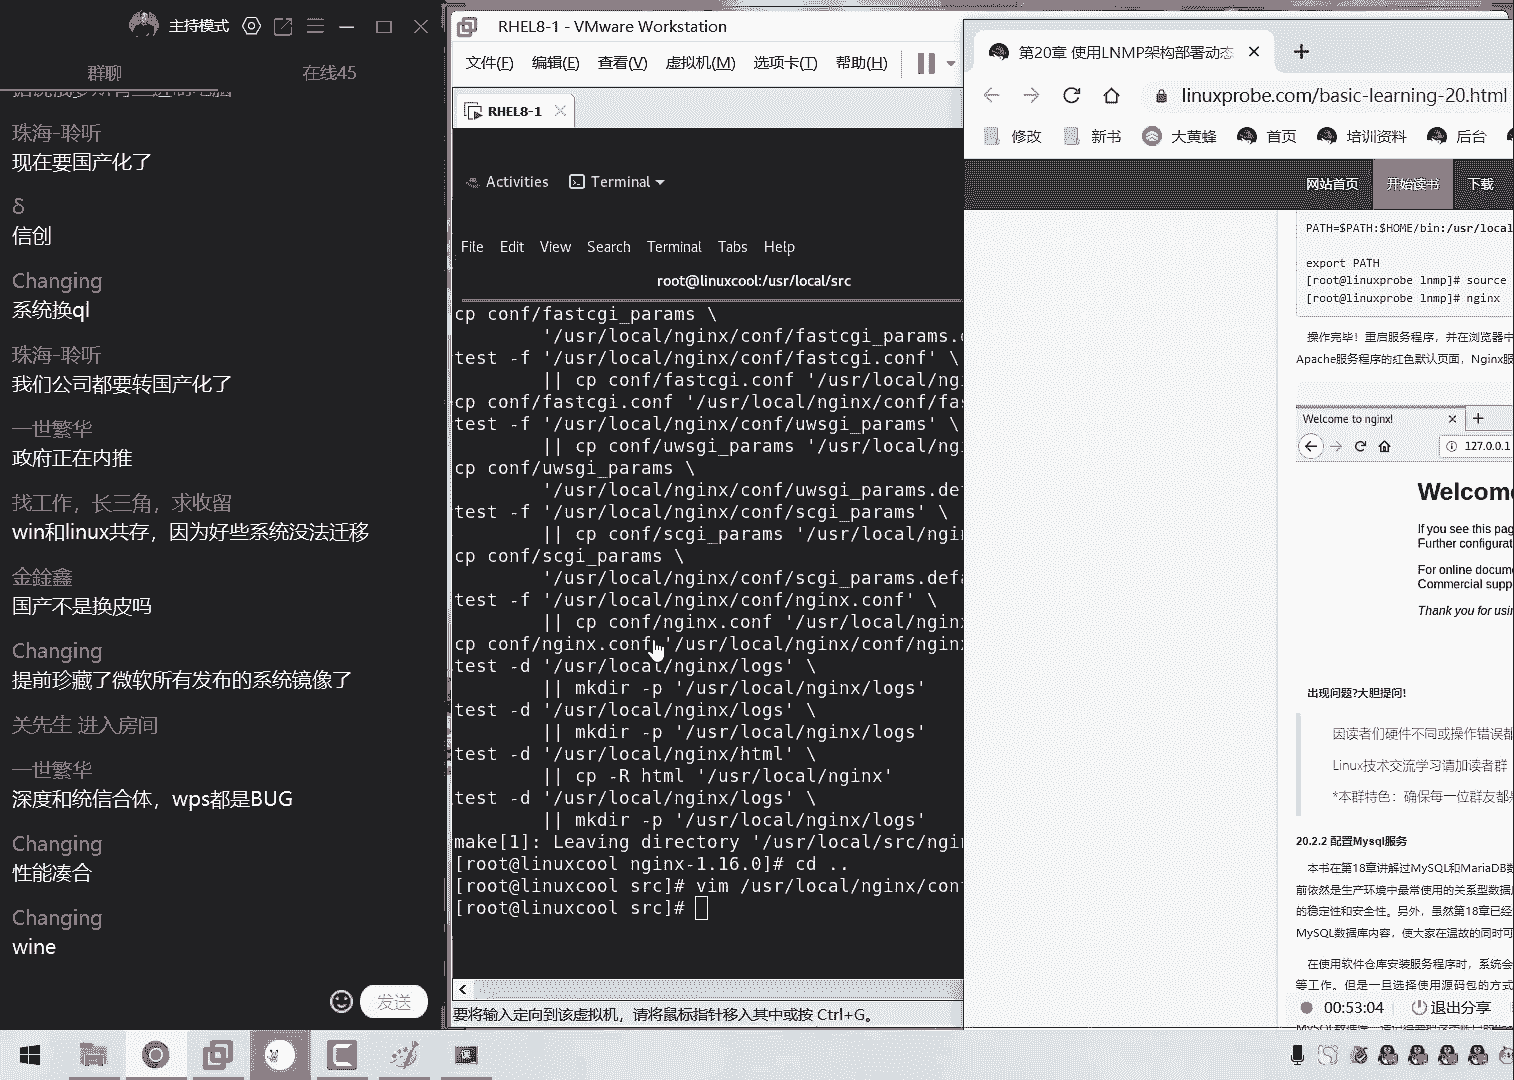 主持模式
群聊
在线45
珠海-聆听
现在要国产化了
δ
信创
Changing
系统换ql
珠海-聆听
我们公司都要转国产化了
一世繁华
政府正在内推
找工作，长三角，求收留
win和linux共存，因为好些系统没法迁移
金銓鑫
国产不是换皮吗
Changing
提前珍藏了微软所有发布的系统镜像了
关先生 进入房间
一世繁华
深度和统信合体，wps都是BUG
Changing
性能凑合
Changing
wine
发送
RHEL8-1 - VMware Workstation
文件(F) 编辑(E) 查看(V) 虚拟机(M) 选项卡(T) 帮助(H)
RHEL8-1
Activities Terminal
File Edit View Search Terminal Tabs Help
root@linuxcool:/usr/local/src
cp conf/fastcgi_params \
'/usr/local/nginx/conf/fastcgi_params.
test -f '/usr/local/nginx/conf/fastcgi.conf' \
|| cp conf/fastcgi.conf '/usr/local/ngi
cp conf/fastcgi.conf '/usr/local/nginx/conf/fas
test -f '/usr/local/nginx/conf/uwsgi_params' \
|| cp conf/uwsgi_params '/usr/local/ngi
cp conf/uwsgi_params \
'/usr/local/nginx/conf/uwsgi_params.de
test -f '/usr/local/nginx/conf/scgi_params' \
|| cp conf/scgi_params '/usr/local/ngin
cp conf/scgi_params \
'/usr/local/nginx/conf/scgi_params.defa
test -f '/usr/local/nginx/conf/nginx.conf' \
|| cp conf/nginx.conf '/usr/local/nginx
cp conf/nginx.conf '/usr/local/nginx/conf/nginx
test -d '/usr/local/nginx/logs' \
|| mkdir -p '/usr/local/nginx/logs'
test -d '/usr/local/nginx/logs' \
|| mkdir -p '/usr/local/nginx/logs'
test -d '/usr/local/nginx/html' \
|| cp -R html '/usr/local/nginx'
test -d '/usr/local/nginx/logs' \
|| mkdir -p '/usr/local/nginx/logs'
make[1]: Leaving directory '/usr/local/src/ngin
[root@linuxcool nginx-1.16.0]# cd ..
[root@linuxcool src]# vim /usr/local/nginx/con
[root@linuxcool src]#
要将输入定向到该虚拟机，请将鼠标指针移入其中或按 Ctrl+G。
第20章 使用LNMP架构部署动态
linuxprobe.com/basic-learning-20.html
修改 新书 大黄蜂 首页 培训资料 后台
网站首页 开始读书 下载
PATH=$PATH:$HOME/bin:/usr/local
export PATH
[root@linuxprobe lnmp]# source
[root@linuxprobe lnmp]# nginx
操作完毕！重启服务程序，并在浏览器中
Apache服务程序的红色默认页面，Nginx服
Welcome to nginx!
127.0.0.1
Welcome
If you see this pag
Further configurat
For online docume
Commercial supp
Thank you for usin
出现问题?大胆提问!
因读者们硬件不同或操作错误都
Linux技术交流学习请加读者群
*本群特色：确保每一位群友都
20.2.2 配置Mysql服务
本书在第18章讲解过MySQL和MariaDB数
前依然是生产环境中最常使用的关系型数据
的稳定性和安全性。另外，虽然第18章已经
MySQL数据库内容，使大家在温故的同时可
在使用软件仓库安装服务程序时，系统会
等工作。但是一旦选择使用源码包的方式
00:53:04 退出分享